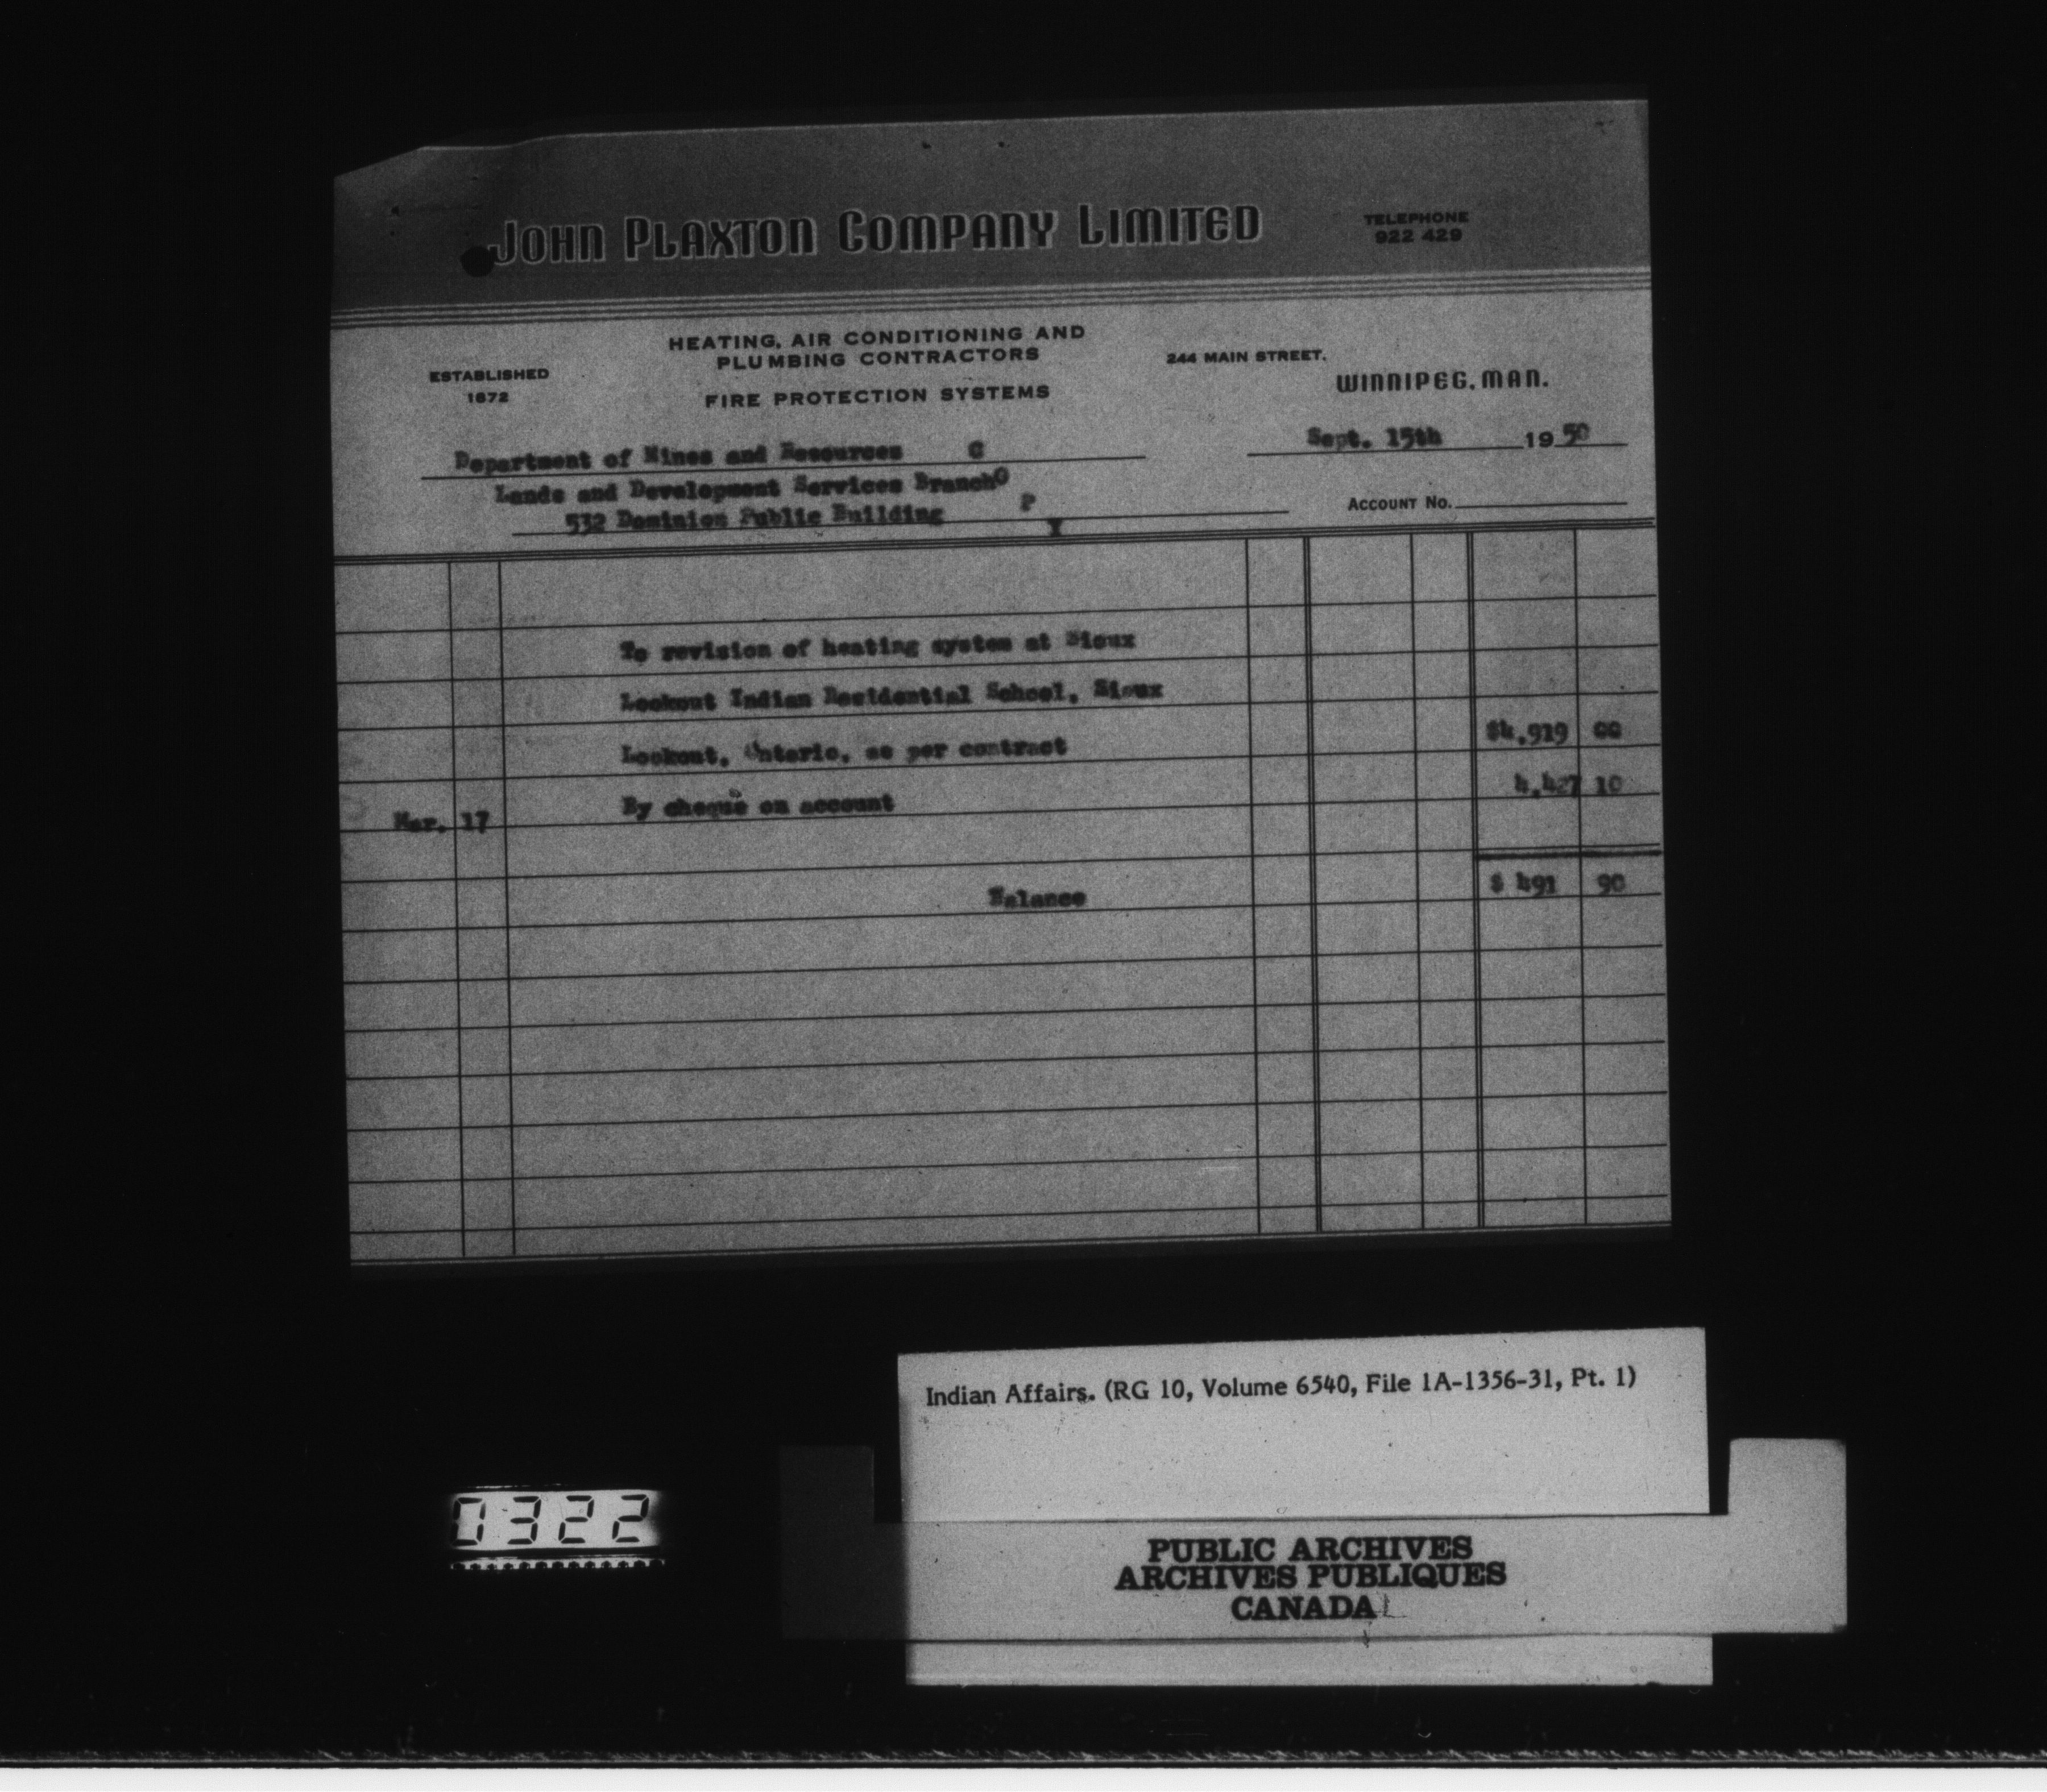 JOHN PLAXTON COMPANY LIMITED
TELEPHONE
922 429
HEATING, AIR CONDITIONING AND
PLUMBING CONTRACTORS
FIRE PROTECTION SYSTEMS
ESTABLISHED
1872
244 MAIN STREET.
WINNIPEG, MAN.
Sept. 15th 19 50
Department of Mines and Resources C
Lands and Development Services Branch O
532 Dominion Public Building P
Y
ACCOUNT NO.
To revision of heating system at Sioux
Lookout Indian Residential School, Sioux
Lookout, Ontario, as per contract $4,919 00
Mar. 17 By cheque on account 4,427 10
Balance $ 491 90
Indian Affairs. (RG 10, Volume 6540, File 1A-1356-31, Pt. 1)
0322
PUBLIC ARCHIVES
ARCHIVES PUBLIQUES
CANADA